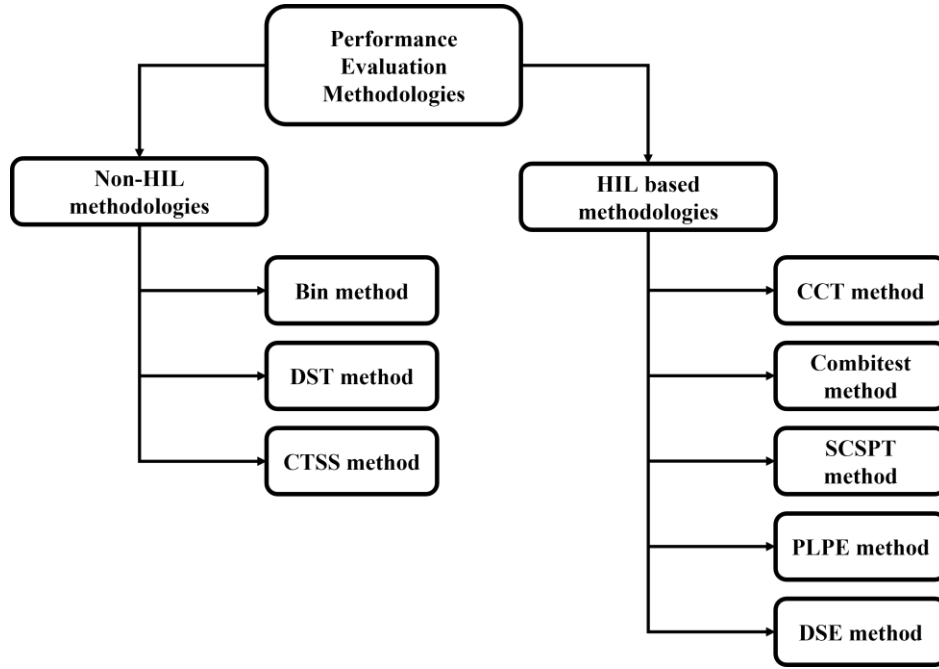 Performance
Evaluation
Methodologies
Non-HIL
methodologies
Bin method
DST method
CTSS method
HIL based
methodologies
CCT method
Combitest
method
SCSPT
method
PLPE method
DSE method